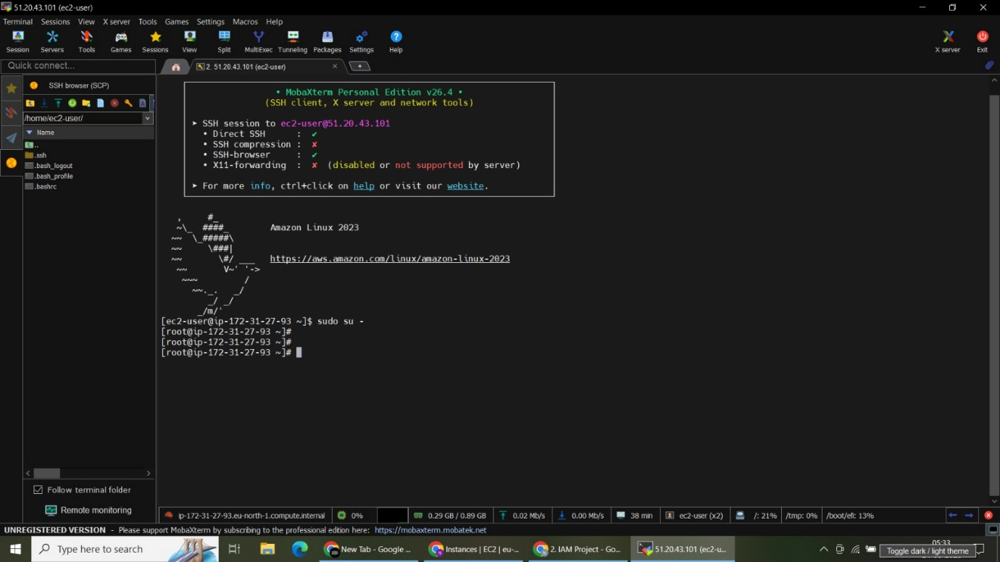 51.20.43.101 (ec2-user)
Terminal Sessions View X server Tools Games Settings Macros Help
Session Servers Tools Games Sessions View Split MultiExec Tunneling Packages Settings Help X server Exit
Quick connect...
2. 51.20.43.101 (ec2-user)
SSH browser (SCP)
/home/ec2-user/
Name
..
.ssh
.bash_logout
.bash_profile
.bashrc
Follow terminal folder
Remote monitoring
• MobaXterm Personal Edition v26.4 •
(SSH client, X server and network tools)
➤ SSH session to ec2-user@51.20.43.101
• Direct SSH : ✔
• SSH compression : ✘
• SSH-browser : ✔
• X11-forwarding : ✘ (disabled or not supported by server)
➤ For more info, ctrl+click on help or visit our website.
, #_
~\_ ####_ Amazon Linux 2023
~~ \_#####\
~~ \###|
~~ \#/ ___ https://aws.amazon.com/linux/amazon-linux-2023
~~ V~' '->
~~~ /
~~._. _/
_/ _/
_/m/'
[ec2-user@ip-172-31-27-93 ~]$ sudo su -
[root@ip-172-31-27-93 ~]#
[root@ip-172-31-27-93 ~]#
[root@ip-172-31-27-93 ~]#
ip-172-31-27-93.eu-north-1.compute.internal 0% 0.29 GB / 0.89 GB 0.02 Mb/s 0.00 Mb/s 38 min ec2-user (x2) /: 21% /tmp: 0% /boot/efi: 13%
UNREGISTERED VERSION - Please support MobaXterm by subscribing to the professional edition here: https://mobaxterm.mobatek.net
Type here to search
New Tab - Google ...
Instances | EC2 | eu-...
2. IAM Project - Go...
51.20.43.101 (ec2-u...
05:33
Toggle dark / light theme